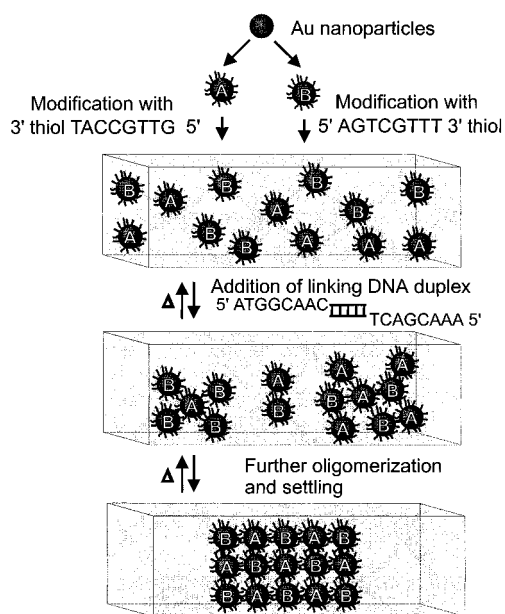 Au nanoparticles
A
B
Modification with
3' thiol TACCGTTG 5'
Modification with
5' AGTCGTTT 3' thiol
B
B
B
B
A
A
B
A
B
B
A
A
A
Addition of linking DNA duplex
Δ
5' ATGGCAAC
TCAGCAAA 5'
A
A
A
B
B
B
A
B
A
B
A
B
B
A
B
Δ
Further oligomerization
and settling
B A B A B
A B A B A
B A B A B